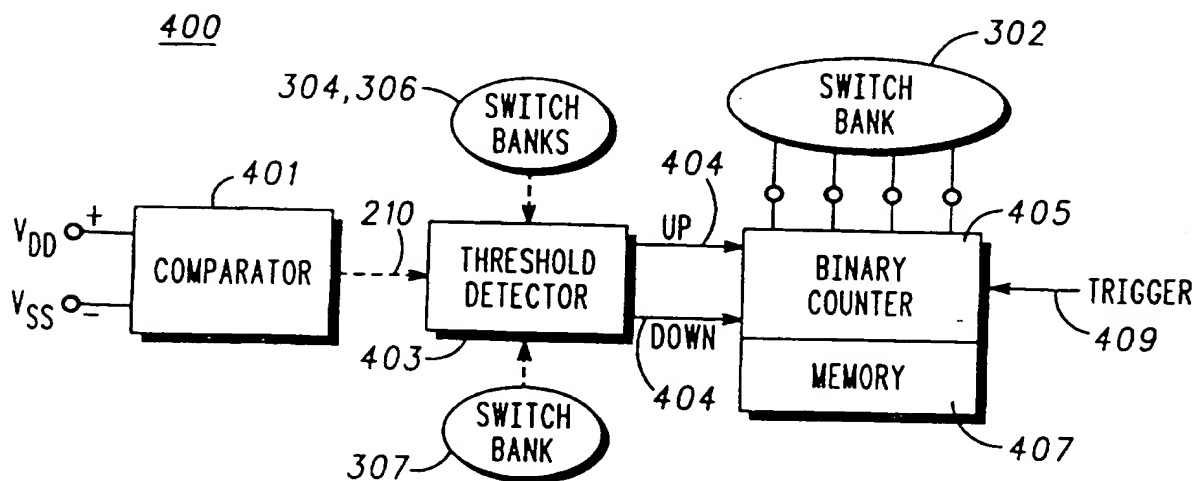 400
302
304,306
SWITCH
BANKS
SWITCH
BANK
401
404
405
210
UP
V_DD
+
COMPARATOR
THRESHOLD
DETECTOR
BINARY
COUNTER
TRIGGER
V_SS
-
DOWN
409
403
404
MEMORY
SWITCH
BANK
307
407